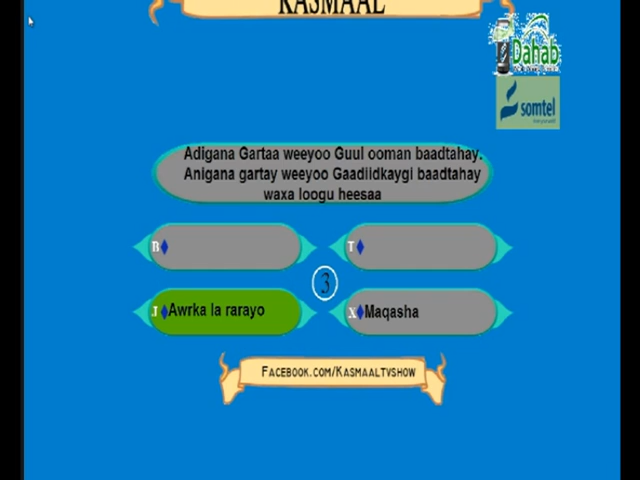 KASMAAL
Dahab
somtel
Adigana Gartaa weeyoo Guul ooman baadtahay.
Anigana gartay weeyoo Gaadiidkaygi baadtahay
waxa loogu heesaa
B
T
3
J Awrka la rarayo
X Maqasha
FACEBOOK.COM/KASMAALTVSHOW